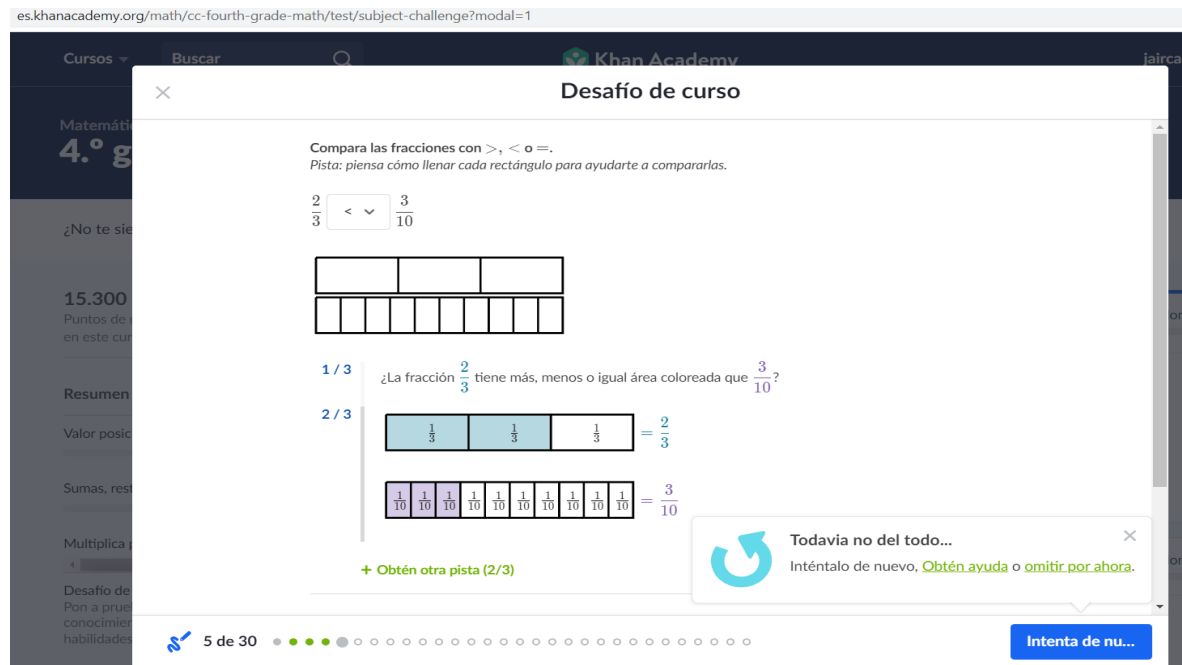 es.khanacademy.org/math/cc-fourth-grade-math/test/subject-challenge?modal=1
Cursos Buscar Khan Academy jairca
Desafío de curso
Matemáti
4.º g
¿No te sie
15.300
Puntos de
en este cur
Resumen
Valor posic
Sumas, rest
Multiplica p
Desafío de
Pon a prueb
conocimier
habilidades
Compara las fracciones con >, < o =.
Pista: piensa cómo llenar cada rectángulo para ayudarte a compararlas.
2/3 < 3/10
1 / 3 ¿La fracción 2/3 tiene más, menos o igual área coloreada que 3/10?
2 / 3 1/3 1/3 1/3 = 2/3
1/10 1/10 1/10 1/10 1/10 1/10 1/10 1/10 1/10 1/10 = 3/10
+ Obtén otra pista (2/3)
Todavia no del todo...
Inténtalo de nuevo, Obtén ayuda o omitir por ahora.
5 de 30
Intenta de nu...